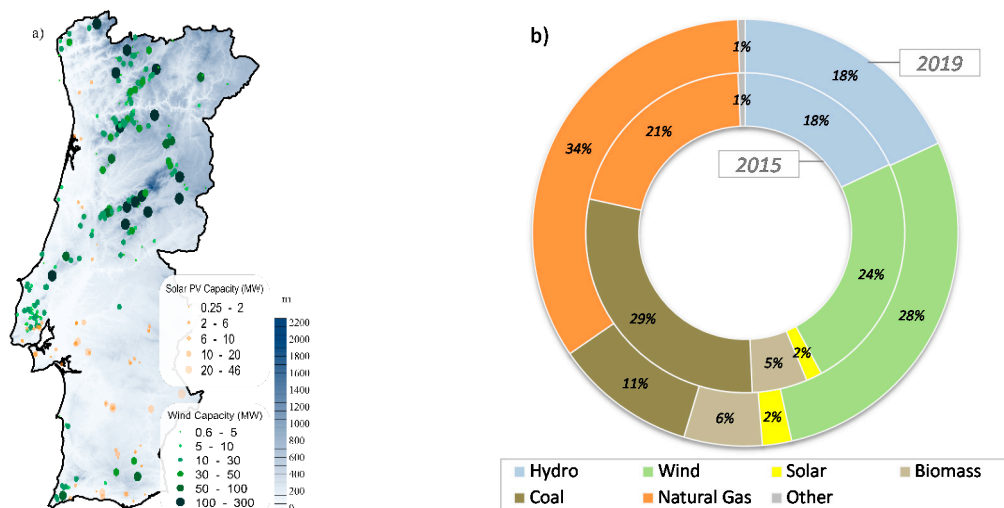 a)
Solar PV Capacity (MW)
0.25 - 2
2 - 6
6 - 10
10 - 20
20 - 46
Wind Capacity (MW)
0.6 - 5
5 - 10
10 - 30
30 - 50
50 - 100
100 - 300
m
2200
2000
1800
1600
1400
1200
1000
800
600
400
200
0
b)
2019
2015
1%
18%
1%
18%
21%
34%
24%
28%
29%
2%
5%
11%
6%
2%
Hydro
Wind
Solar
Biomass
Coal
Natural Gas
Other